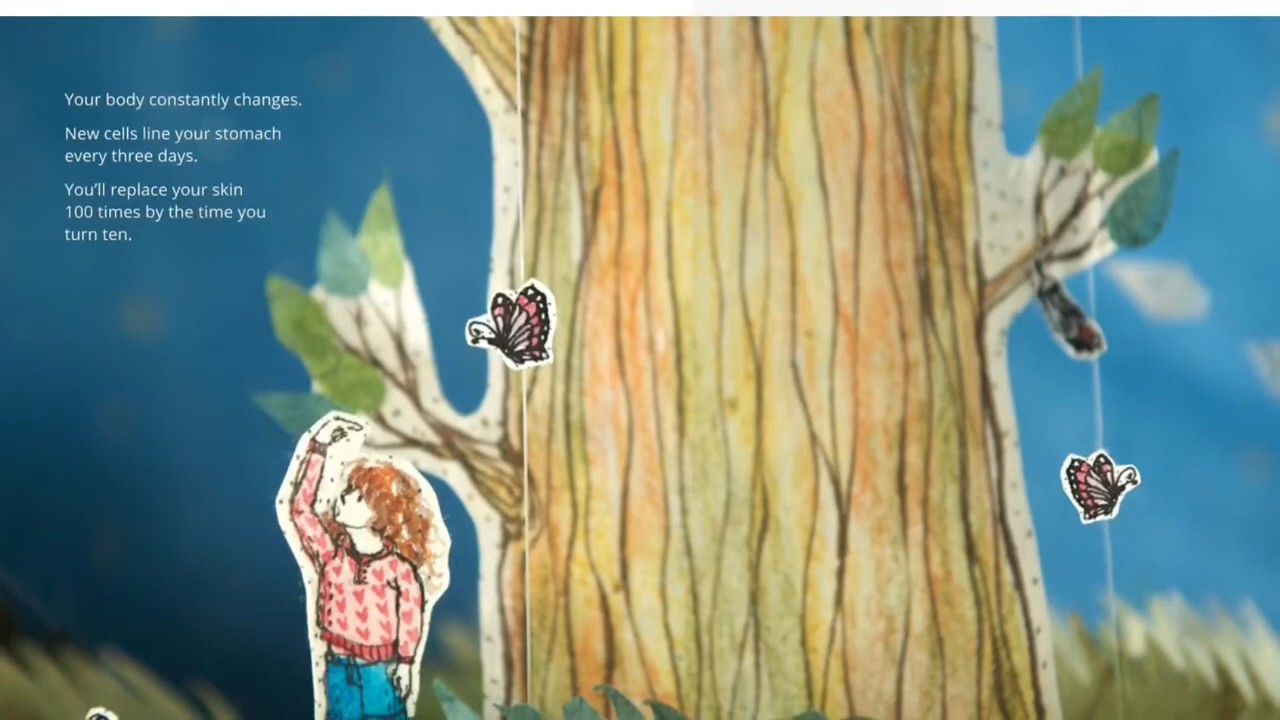 Your body constantly changes.
New cells line your stomach
every three days.
You'll replace your skin
100 times by the time you
turn ten.